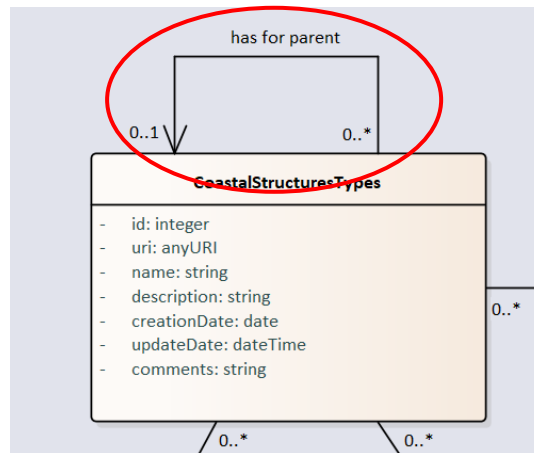 has for parent
0..1
0..*
CoastalStructuresTypes
- id: integer
- uri: anyURI
- name: string
- description: string
- creationDate: date
- updateDate: dateTime
- comments: string
0..*
0..*
0..*